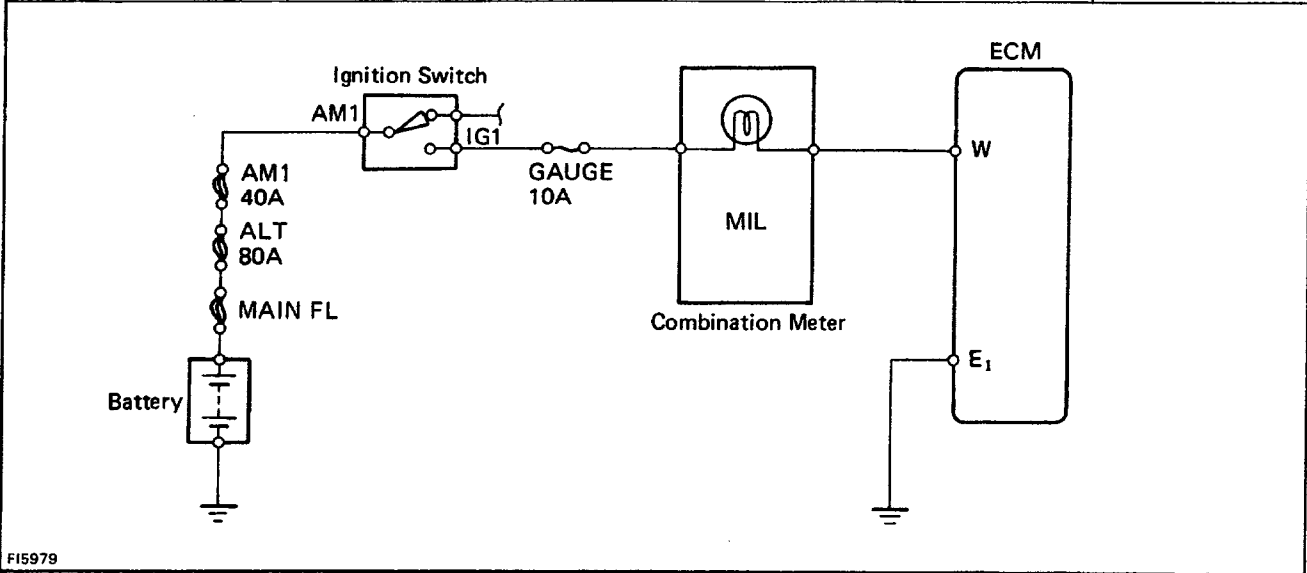 ECM
Ignition Switch
AM1
IG1
W
AM1
40A
GAUGE
10A
ALT
80A
MIL
MAIN FL
Combination Meter
E1
Battery
FI5979